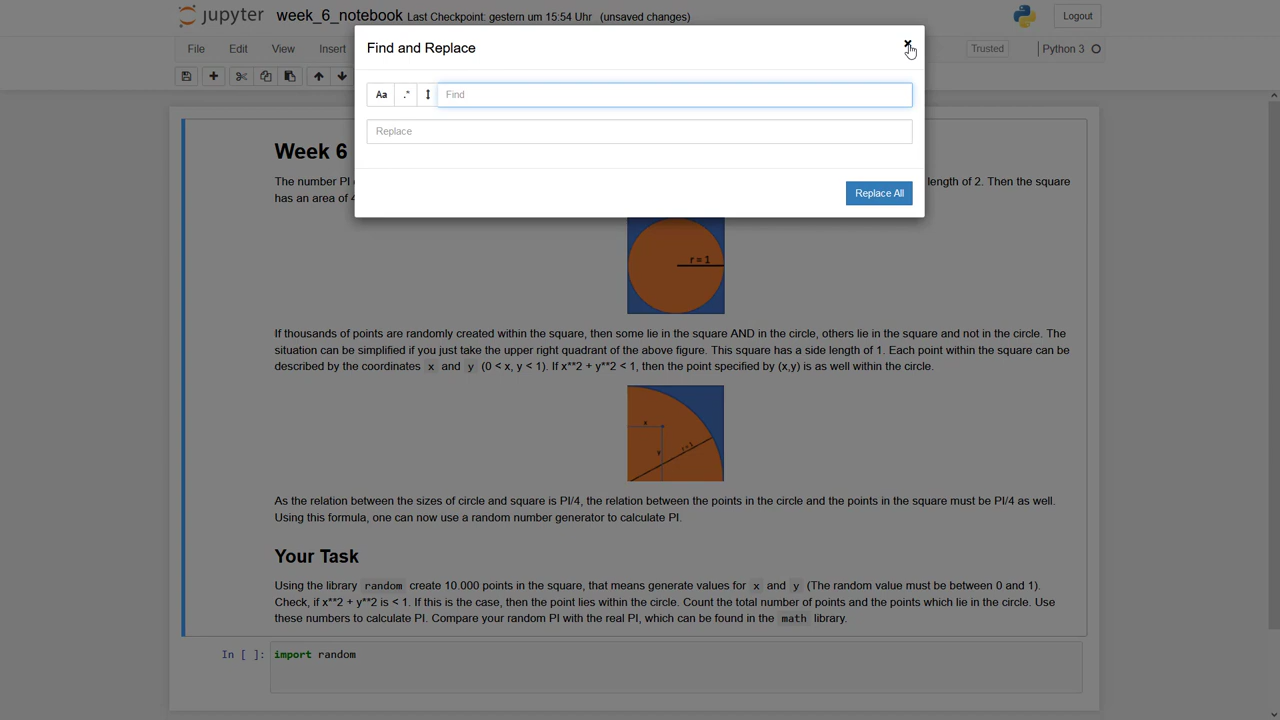 jupyter week_6_notebook Last Checkpoint: gestern um 15:54 Uhr (unsaved changes) Logout
File Edit View Insert Trusted Python 3
Find and Replace
Aa .* Find
Replace
Replace All
Week 6
The number PI length of 2. Then the square
has an area of
r = 1
If thousands of points are randomly created within the square, then some lie in the square AND in the circle, others lie in the square and not in the circle. The
situation can be simplified if you just take the upper right quadrant of the above figure. This square has a side length of 1. Each point within the square can be
described by the coordinates x and y (0 < x, y < 1). If x**2 + y**2 < 1, then the point specified by (x,y) is as well within the circle.
x
r = 1
y
As the relation between the sizes of circle and square is PI/4, the relation between the points in the circle and the points in the square must be PI/4 as well.
Using this formula, one can now use a random number generator to calculate PI.
Your Task
Using the library random create 10.000 points in the square, that means generate values for x and y (The random value must be between 0 and 1).
Check, if x**2 + y**2 is < 1. If this is the case, then the point lies within the circle. Count the total number of points and the points which lie in the circle. Use
these numbers to calculate PI. Compare your random PI with the real PI, which can be found in the math library.
In [ ]: import random